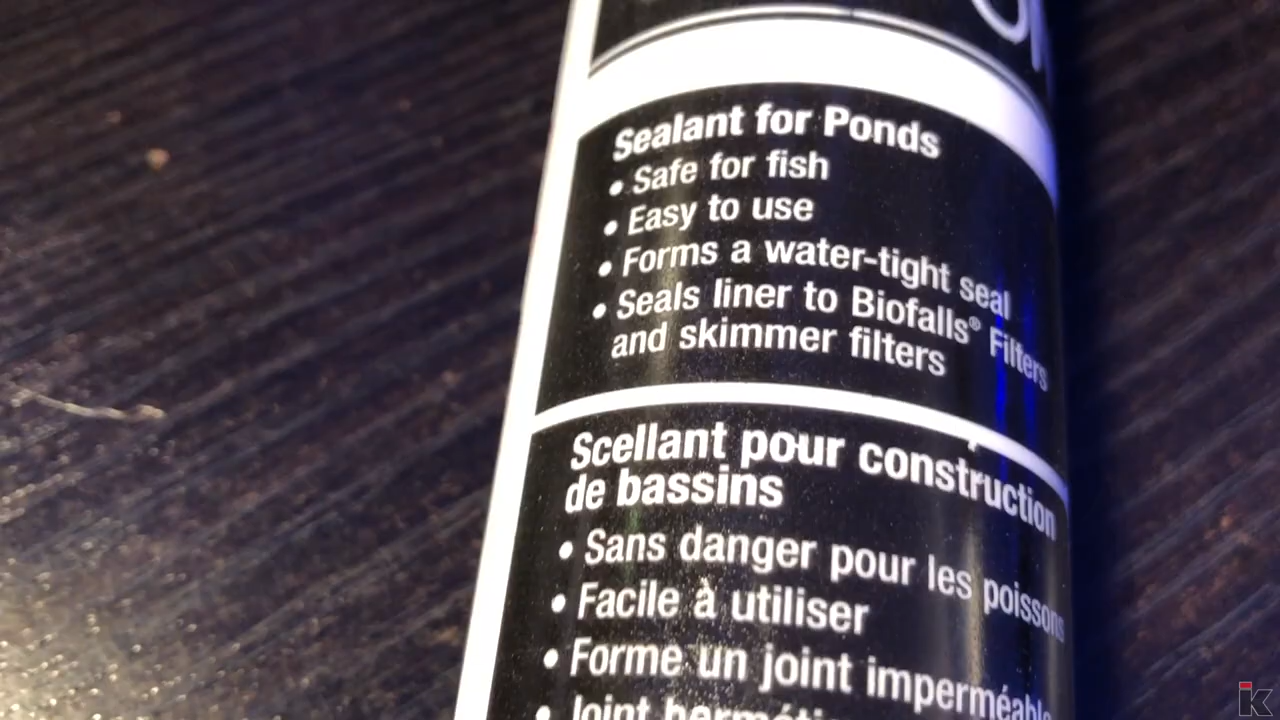 Sealant for Ponds
• Safe for fish
• Easy to use
• Forms a water-tight seal
• Seals liner to Biofalls® Filters
and skimmer filters
Scellant pour construction
de bassins
• Sans danger pour les poissons
• Facile à utiliser
• Forme un joint
• Joint
k